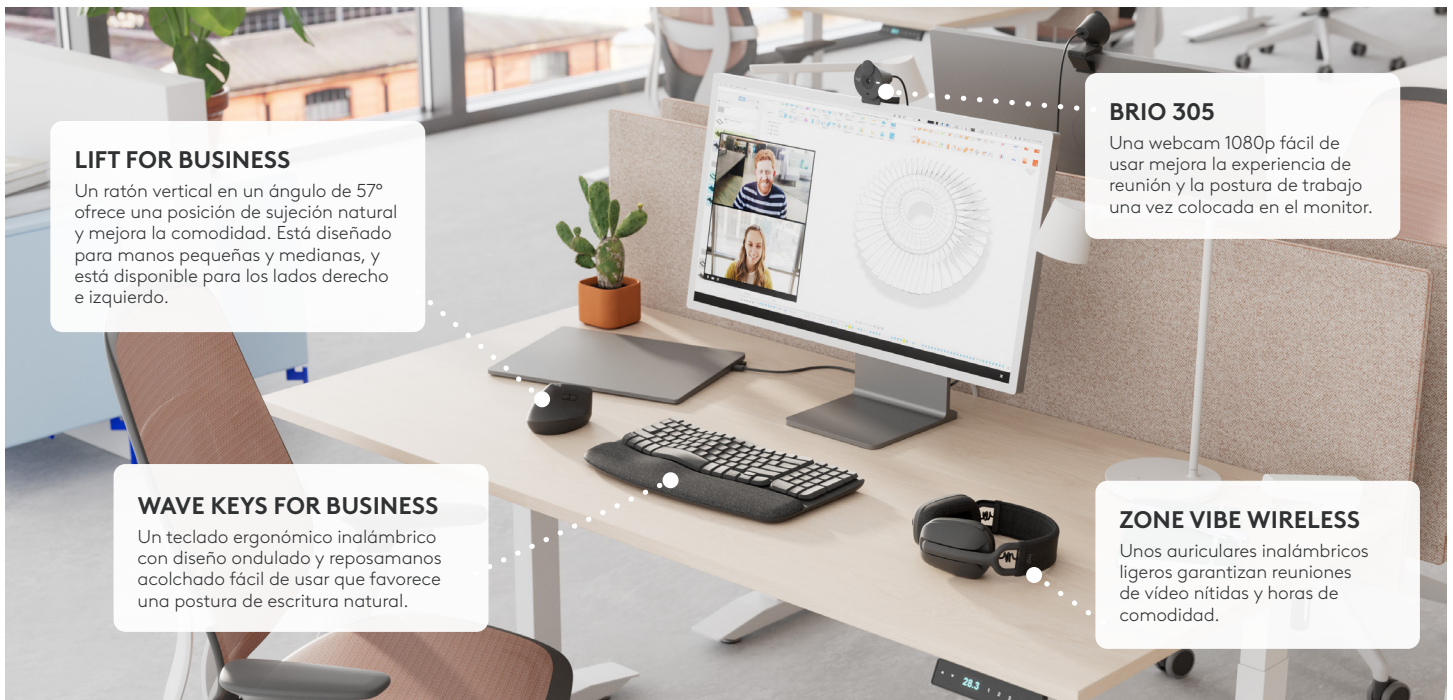 LIFT FOR BUSINESS
Un ratón vertical en un ángulo de 57°
ofrece una posición de sujeción natural
y mejora la comodidad. Está diseñado
para manos pequeñas y medianas, y
está disponible para los lados derecho
e izquierdo.
BRIO 305
Una webcam 1080p fácil de
usar mejora la experiencia de
reunión y la postura de trabajo
una vez colocada en el monitor.
WAVE KEYS FOR BUSINESS
Un teclado ergonómico inalámbrico
con diseño ondulado y reposamanos
acolchado fácil de usar que favorece
una postura de escritura natural.
ZONE VIBE WIRELESS
Unos auriculares inalámbricos
ligeros garantizan reuniones
de vídeo nítidas y horas de
comodidad.
28.3